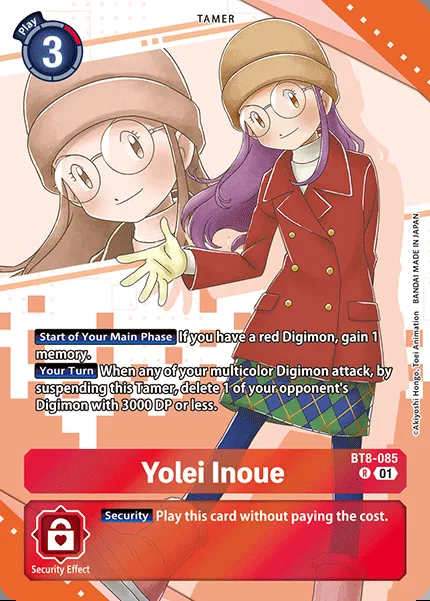 TAMER
Play
3
Start of Your Main Phase If you have a red Digimon, gain 1
memory.
Your Turn When any of your multicolor Digimon attack, by
suspending this Tamer, delete 1 of your opponent's
Digimon with 3000 DP or less.
©Akiyoshi Hongo, Toei Animation BANDAI MADE IN JAPAN
BT8-085
Yolei Inoue
R 01
Security Play this card without paying the cost.
Security Effect